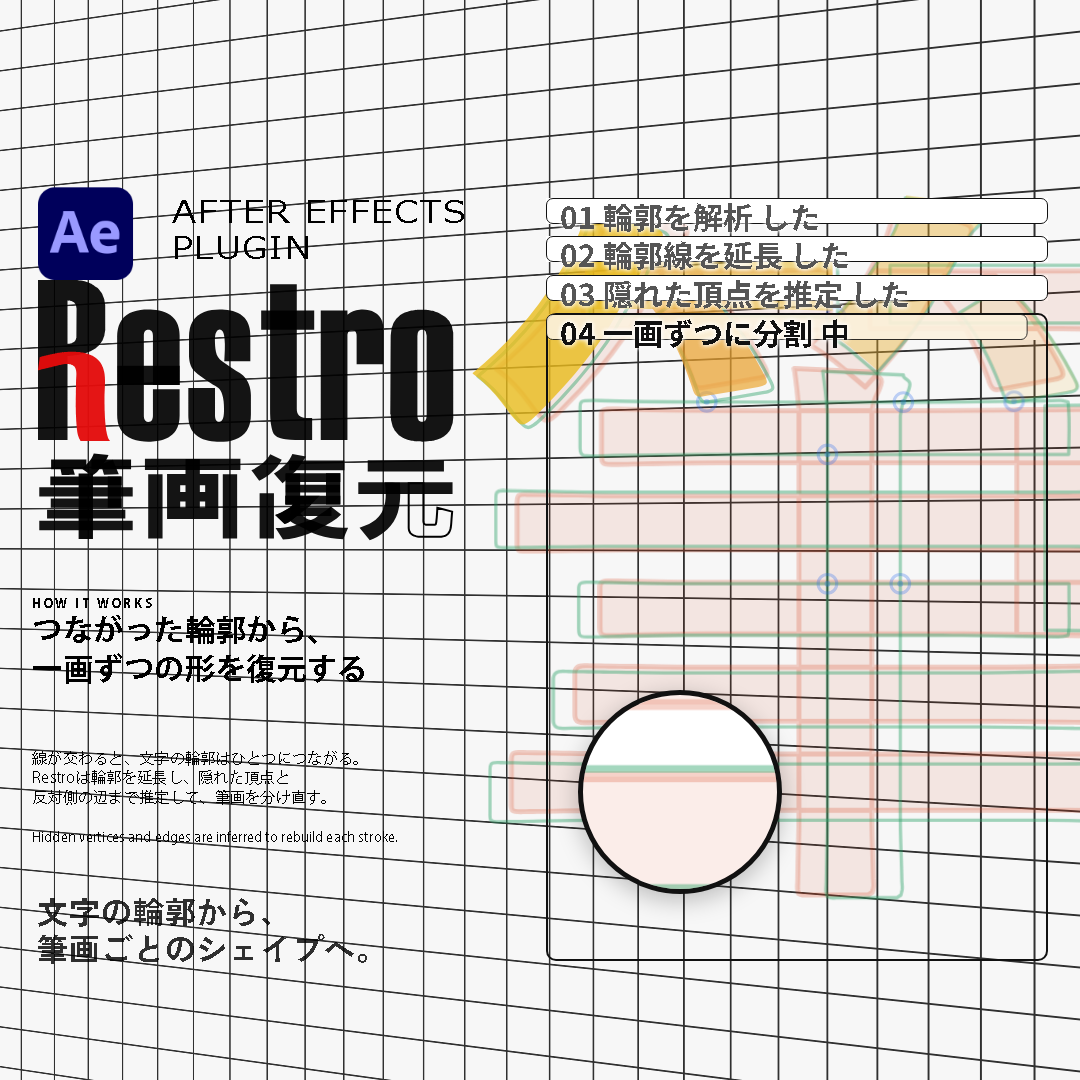 Ae
AFTER EFFECTS
PLUGIN
Restro
筆画復元
01 輪郭を解析 した
02 輪郭線を延長 した
03 隠れた頂点を推定 した
04 一画ずつに分割 中
HOW IT WORKS
つながった輪郭から、
一画ずつの形を復元する
線が交わると、文字の輪郭はひとつにつながる。
Restroは輪郭を延長し、隠れた頂点と
反対側の辺まで推定して、筆画を分け直す。
Hidden vertices and edges are inferred to rebuild each stroke.
文字の輪郭から、
筆画ごとのシェイプへ。